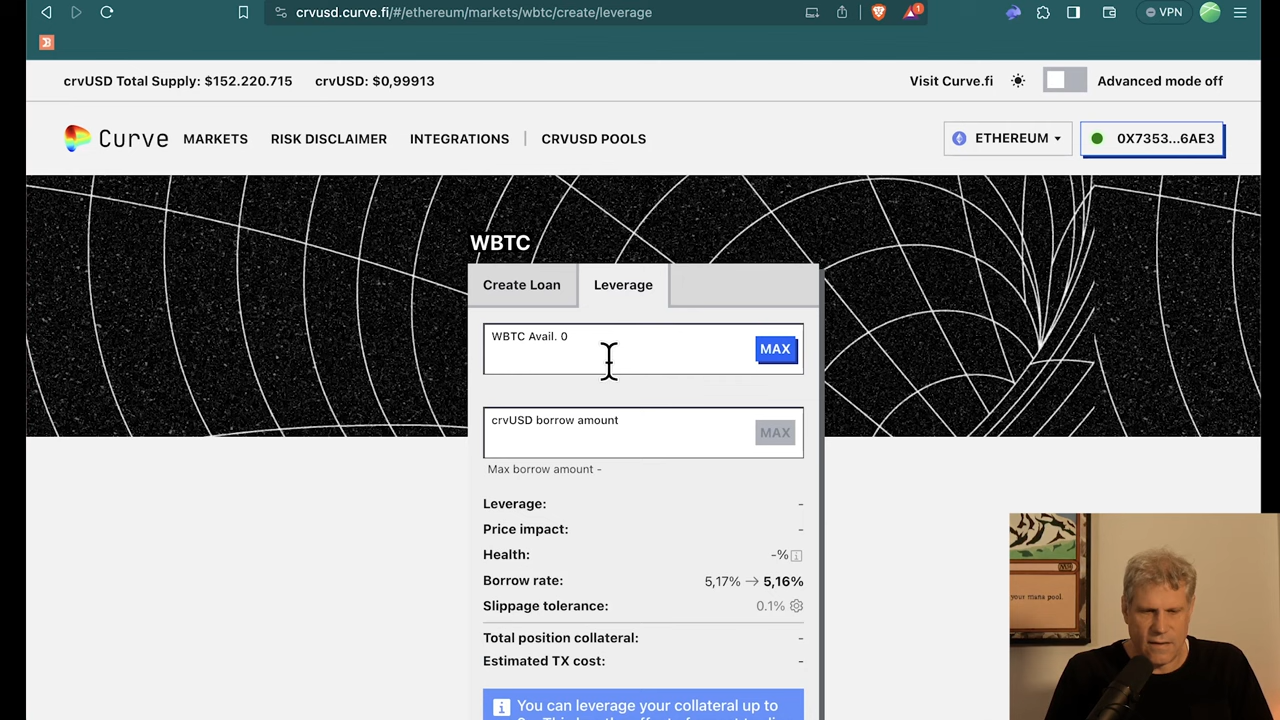 crvusd.curve.fi/#/ethereum/markets/wbtc/create/leverage
1
VPN
crvUSD Total Supply: $152.220.715 crvUSD: $0,99913
Visit Curve.fi Advanced mode off
Curve MARKETS RISK DISCLAIMER INTEGRATIONS CRVUSD POOLS
ETHEREUM 0X7353...6AE3
WBTC
Create Loan Leverage
WBTC Avail. 0
MAX
crvUSD borrow amount
MAX
Max borrow amount -
Leverage: -
Price impact: -
Health: -%
Borrow rate: 5,17% → 5,16%
Slippage tolerance: 0.1%
Total position collateral: -
Estimated TX cost: -
You can leverage your collateral up to
your mana pool.